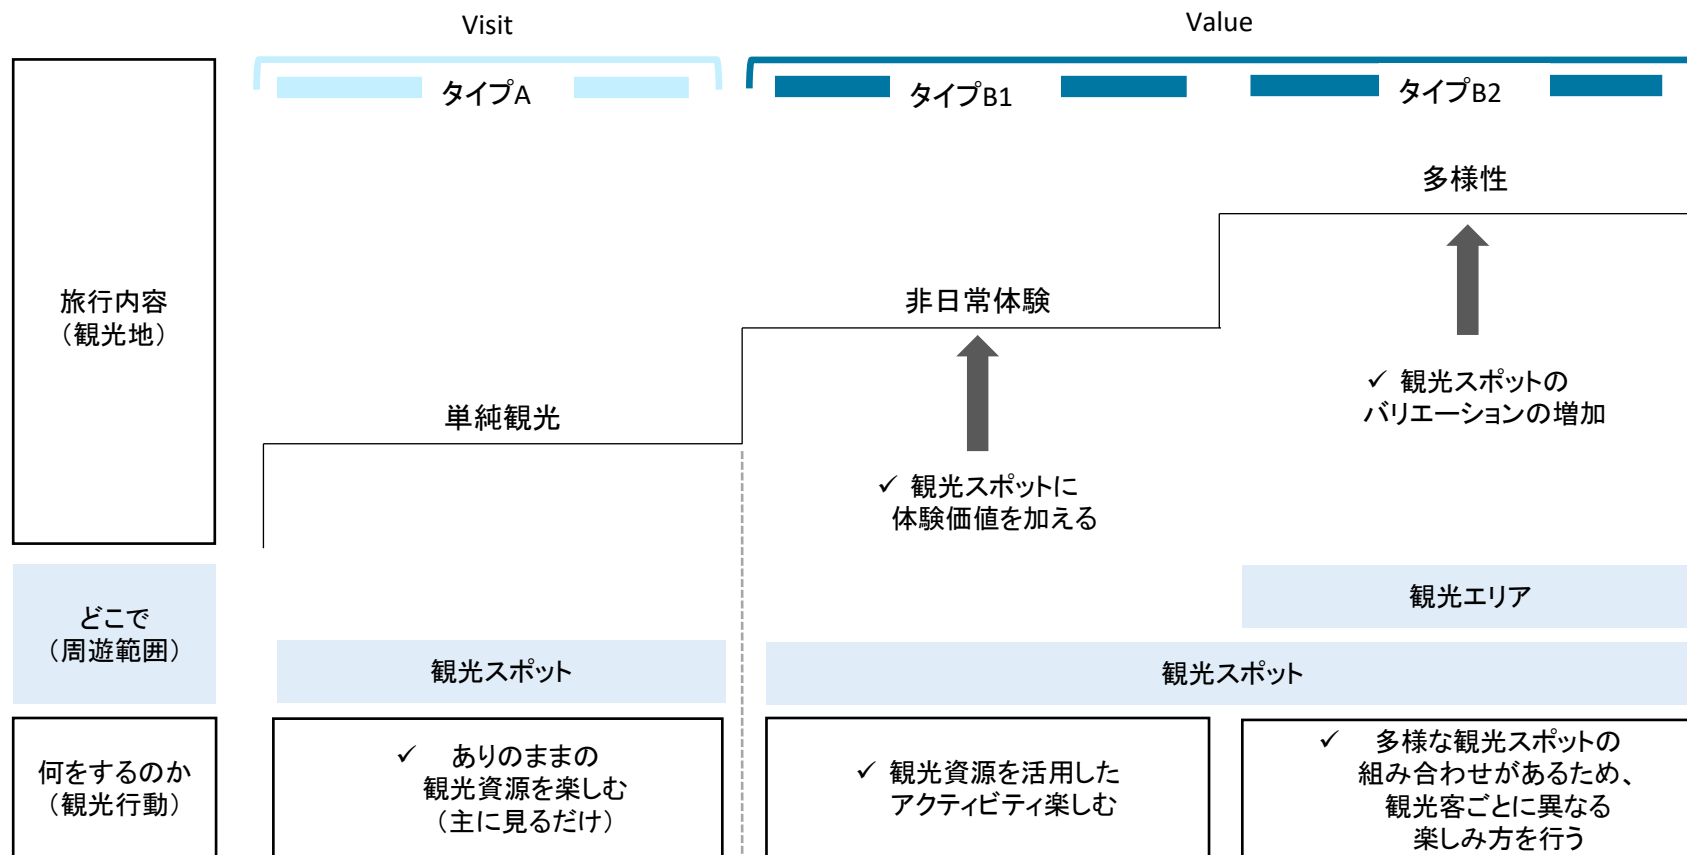 Visit
Value
タイプA
タイプB1
タイプB2
旅行内容
（観光地）
単純観光
非日常体験
多様性
✓ 観光スポットに
体験価値を加える
✓ 観光スポットの
バリエーションの増加
どこで
（周遊範囲）
観光エリア
観光スポット
観光スポット
何をするのか
（観光行動）
✓ ありのままの
観光資源を楽しむ
（主に見るだけ）
✓ 観光資源を活用した
アクティビティ楽しむ
✓ 多様な観光スポットの
組み合わせがあるため、
観光客ごとに異なる
楽しみ方を行う